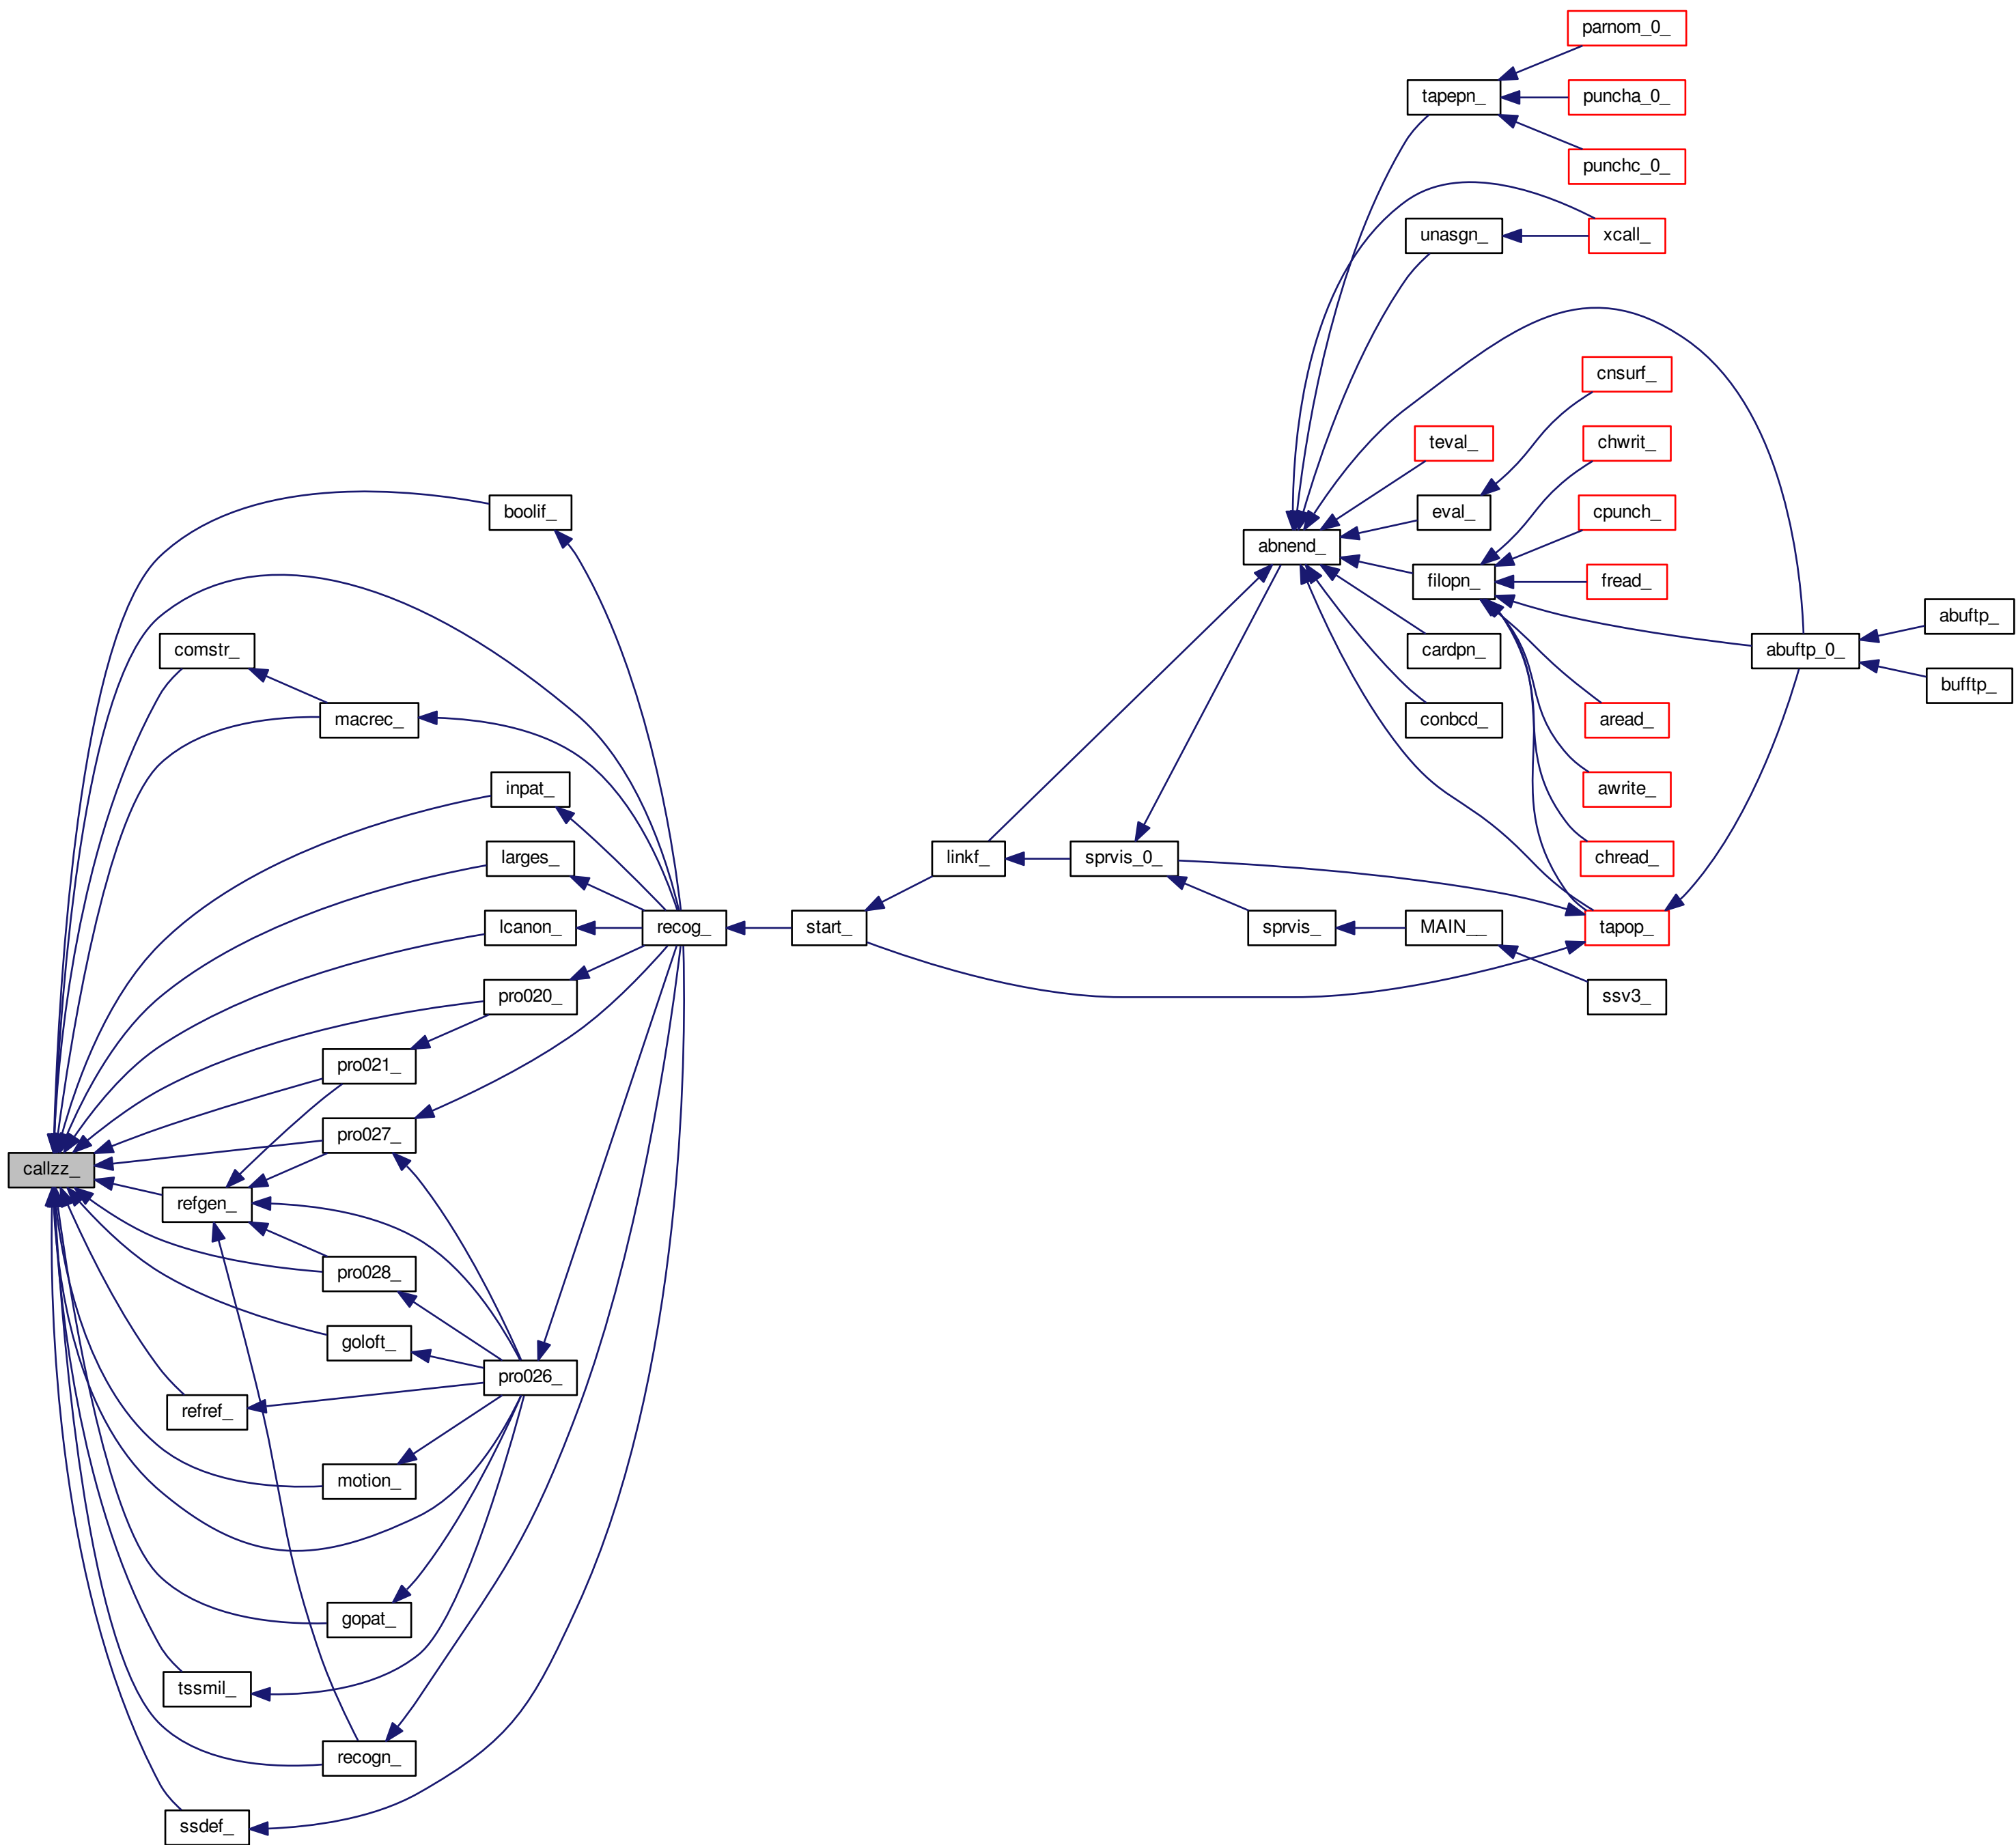 parnom_0_
tapepn_
puncha_0_
punchc_0_
unasgn_
xcall_
cnsurf_
teval_
chwrit_
boolif_
eval_
cpunch_
abnend_
filopn_
fread_
abuftp_
comstr_
cardpn_
abuftp_0_
bufftp_
macrec_
conbcd_
aread_
inpat_
awrite_
larges_
linkf_
sprvis_0_
chread_
lcanon_
recog_
start_
sprvis_
MAIN__
tapop_
pro020_
ssv3_
pro021_
pro027_
callzz_
refgen_
pro028_
goloft_
pro026_
refref_
motion_
gopat_
tssmil_
recogn_
ssdef_